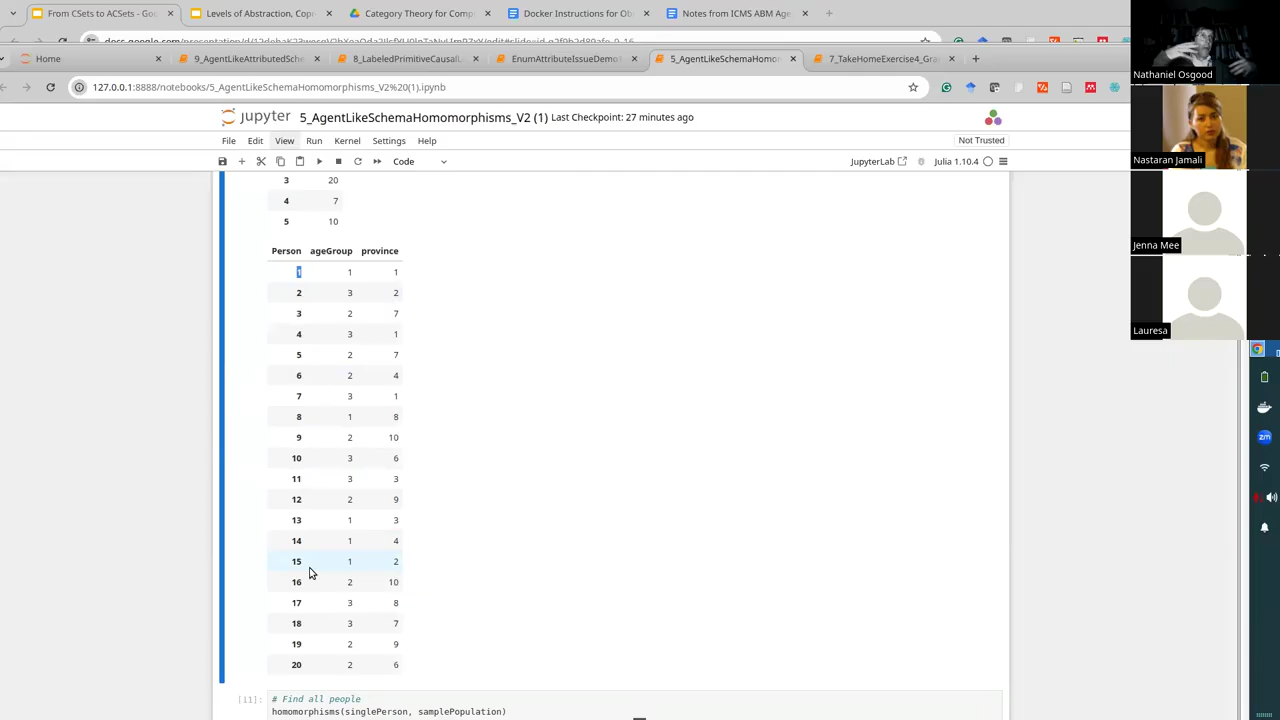 From CSets to ACSets - Goo
Levels of Abstraction, Cop
Category Theory for Comp
Docker Instructions for Ob
Notes from ICMS ABM Age
Home
9_AgentLikeAttributedSche
8_LabeledPrimitiveCausalL
EnumAttributeIssueDemo
5_AgentLikeSchemaHomom
7_TakeHomeExercise4_Gra
127.0.0.1:8888/notebooks/5_AgentLikeSchemaHomomorphisms_V2%20(1).ipynb
jupyter 5_AgentLikeSchemaHomomorphisms_V2 (1) Last Checkpoint: 27 minutes ago
File Edit View Run Kernel Settings Help Not Trusted
Code JupyterLab Julia 1.10.4
3 20
4 7
5 10
Person ageGroup province
1 1 1
2 3 2
3 2 7
4 3 1
5 2 7
6 2 4
7 3 1
8 1 8
9 2 10
10 3 6
11 3 3
12 2 9
13 1 3
14 1 4
15 1 2
16 2 10
17 3 8
18 3 7
19 2 9
20 2 6
[11]: # Find all people
homomorphisms(singlePerson, samplePopulation)
Nathaniel Osgood
Nastaran Jamali
Jenna Mee
Lauresa
zm